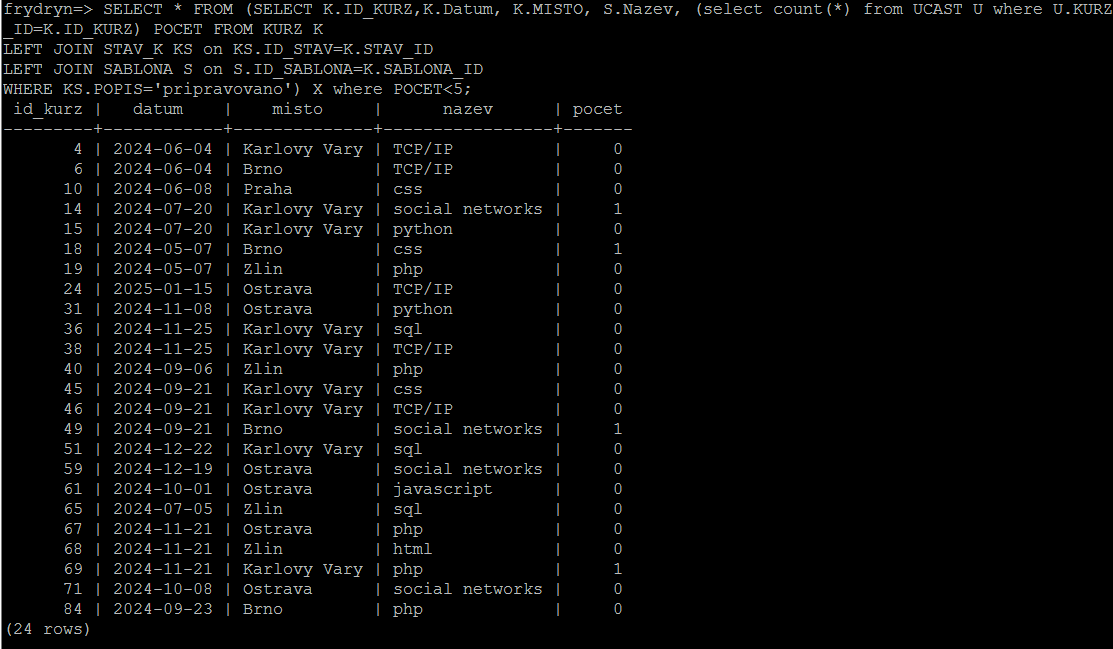 frydryn=> SELECT * FROM (SELECT K.ID_KURZ,K.Datum, K.MISTO, S.Nazev, (select count(*) from UCAST U where U.KURZ
_ID=K.ID_KURZ) POCET FROM KURZ K
LEFT JOIN STAV_K KS on KS.ID_STAV=K.STAV_ID
LEFT JOIN SABLONA S on S.ID_SABLONA=K.SABLONA_ID
WHERE KS.POPIS='pripravovano') X where POCET<5;
 id_kurz |   datum    |    misto     |      nazev      | pocet
---------+------------+--------------+-----------------+-------
       4 | 2024-06-04 | Karlovy Vary | TCP/IP          |     0
       6 | 2024-06-04 | Brno         | TCP/IP          |     0
      10 | 2024-06-08 | Praha        | css             |     0
      14 | 2024-07-20 | Karlovy Vary | social networks |     1
      15 | 2024-07-20 | Karlovy Vary | python          |     0
      18 | 2024-05-07 | Brno         | css             |     1
      19 | 2024-05-07 | Zlin         | php             |     0
      24 | 2025-01-15 | Ostrava      | TCP/IP          |     0
      31 | 2024-11-08 | Ostrava      | python          |     0
      36 | 2024-11-25 | Karlovy Vary | sql             |     0
      38 | 2024-11-25 | Karlovy Vary | TCP/IP          |     0
      40 | 2024-09-06 | Zlin         | php             |     0
      45 | 2024-09-21 | Karlovy Vary | css             |     0
      46 | 2024-09-21 | Karlovy Vary | TCP/IP          |     0
      49 | 2024-09-21 | Brno         | social networks |     1
      51 | 2024-12-22 | Karlovy Vary | sql             |     0
      59 | 2024-12-19 | Ostrava      | social networks |     0
      61 | 2024-10-01 | Ostrava      | javascript      |     0
      65 | 2024-07-05 | Zlin         | sql             |     0
      67 | 2024-11-21 | Ostrava      | php             |     0
      68 | 2024-11-21 | Zlin         | html            |     0
      69 | 2024-11-21 | Karlovy Vary | php             |     1
      71 | 2024-10-08 | Ostrava      | social networks |     0
      84 | 2024-09-23 | Brno         | php             |     0
(24 rows)